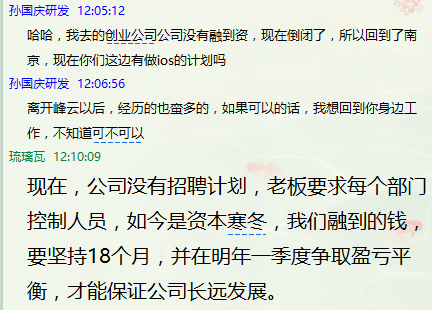 孙国庆研发 12:05:12
哈哈，我去的创业公司公司没有融到资，现在倒闭了，所以回到了南
京，现在你们这边有做ios的计划吗
孙国庆研发 12:06:56
离开峰云以后，经历的也蛮多的，如果可以的话，我想回到你身边工
作，不知道可不可以
琉璃瓦 12:10:09
现在，公司没有招聘计划，老板要求每个部门
控制人员，如今是资本寒冬，我们融到的钱，
要坚持18个月，并在明年一季度争取盈亏平
衡，才能保证公司长远发展。